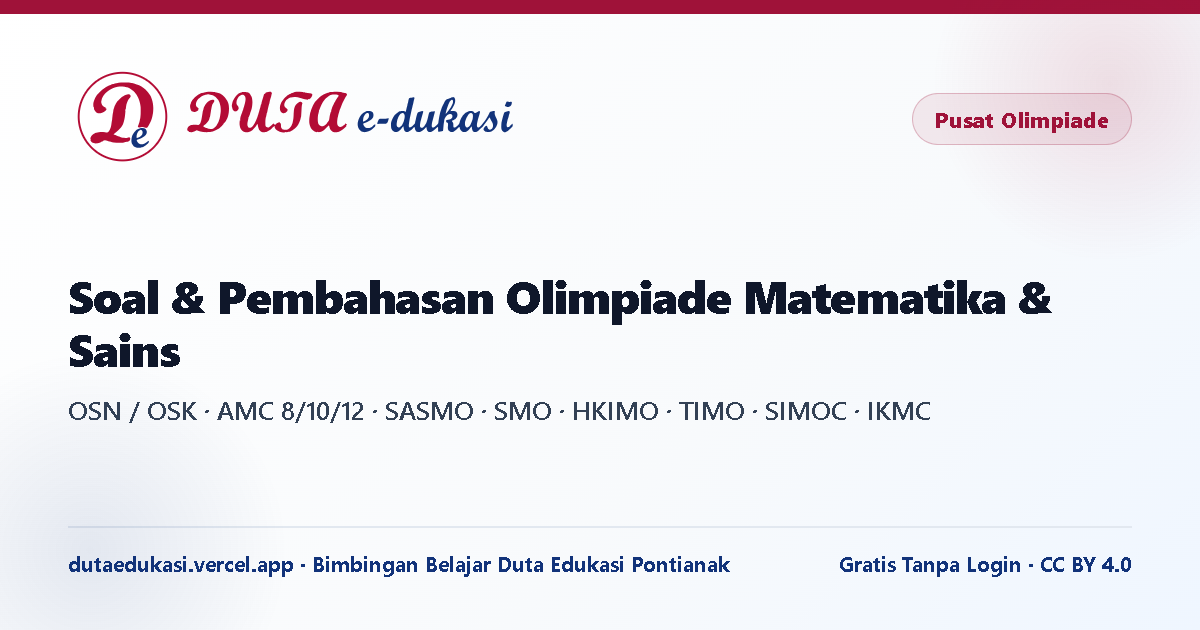 De
DUTA e-dukasi
Pusat Olimpiade
Soal & Pembahasan Olimpiade Matematika &
Sains
OSN / OSK · AMC 8/10/12 · SASMO · SMO · HKIMO · TIMO · SIMOC · IKMC
dutaedukasi.vercel.app · Bimbingan Belajar Duta Edukasi Pontianak
Gratis Tanpa Login · CC BY 4.0